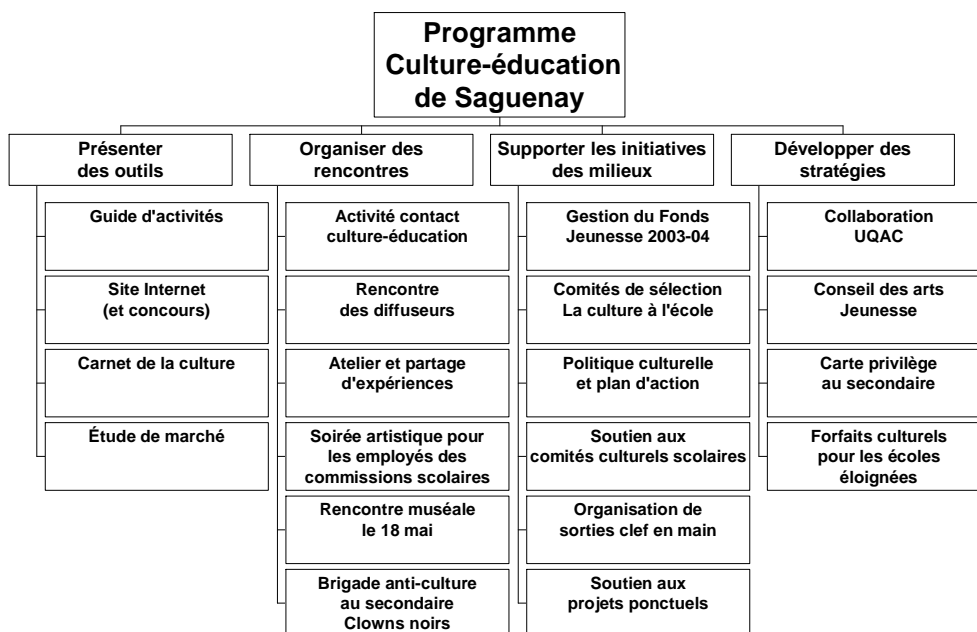 Programme
Culture-éducation
de Saguenay
Présenter
des outils
Guide d'activités
Site Internet
(et concours)
Carnet de la culture
Étude de marché
Organiser des
rencontres
Activité contact
culture-éducation
Rencontre
des diffuseurs
Atelier et partage
d'expériences
Soirée artistique pour
les employés des
commissions scolaires
Rencontre muséale
le 18 mai
Brigade anti-culture
au secondaire
Clowns noirs
Supporter les initiatives
des milieux
Gestion du Fonds
Jeunesse 2003-04
Comités de sélection
La culture à l'école
Politique culturelle
et plan d'action
Soutien aux
comités culturels scolaires
Organisation de
sorties clef en main
Soutien aux
projets ponctuels
Développer des
stratégies
Collaboration
UQAC
Conseil des arts
Jeunesse
Carte privilège
au secondaire
Forfaits culturels
pour les écoles
éloignées